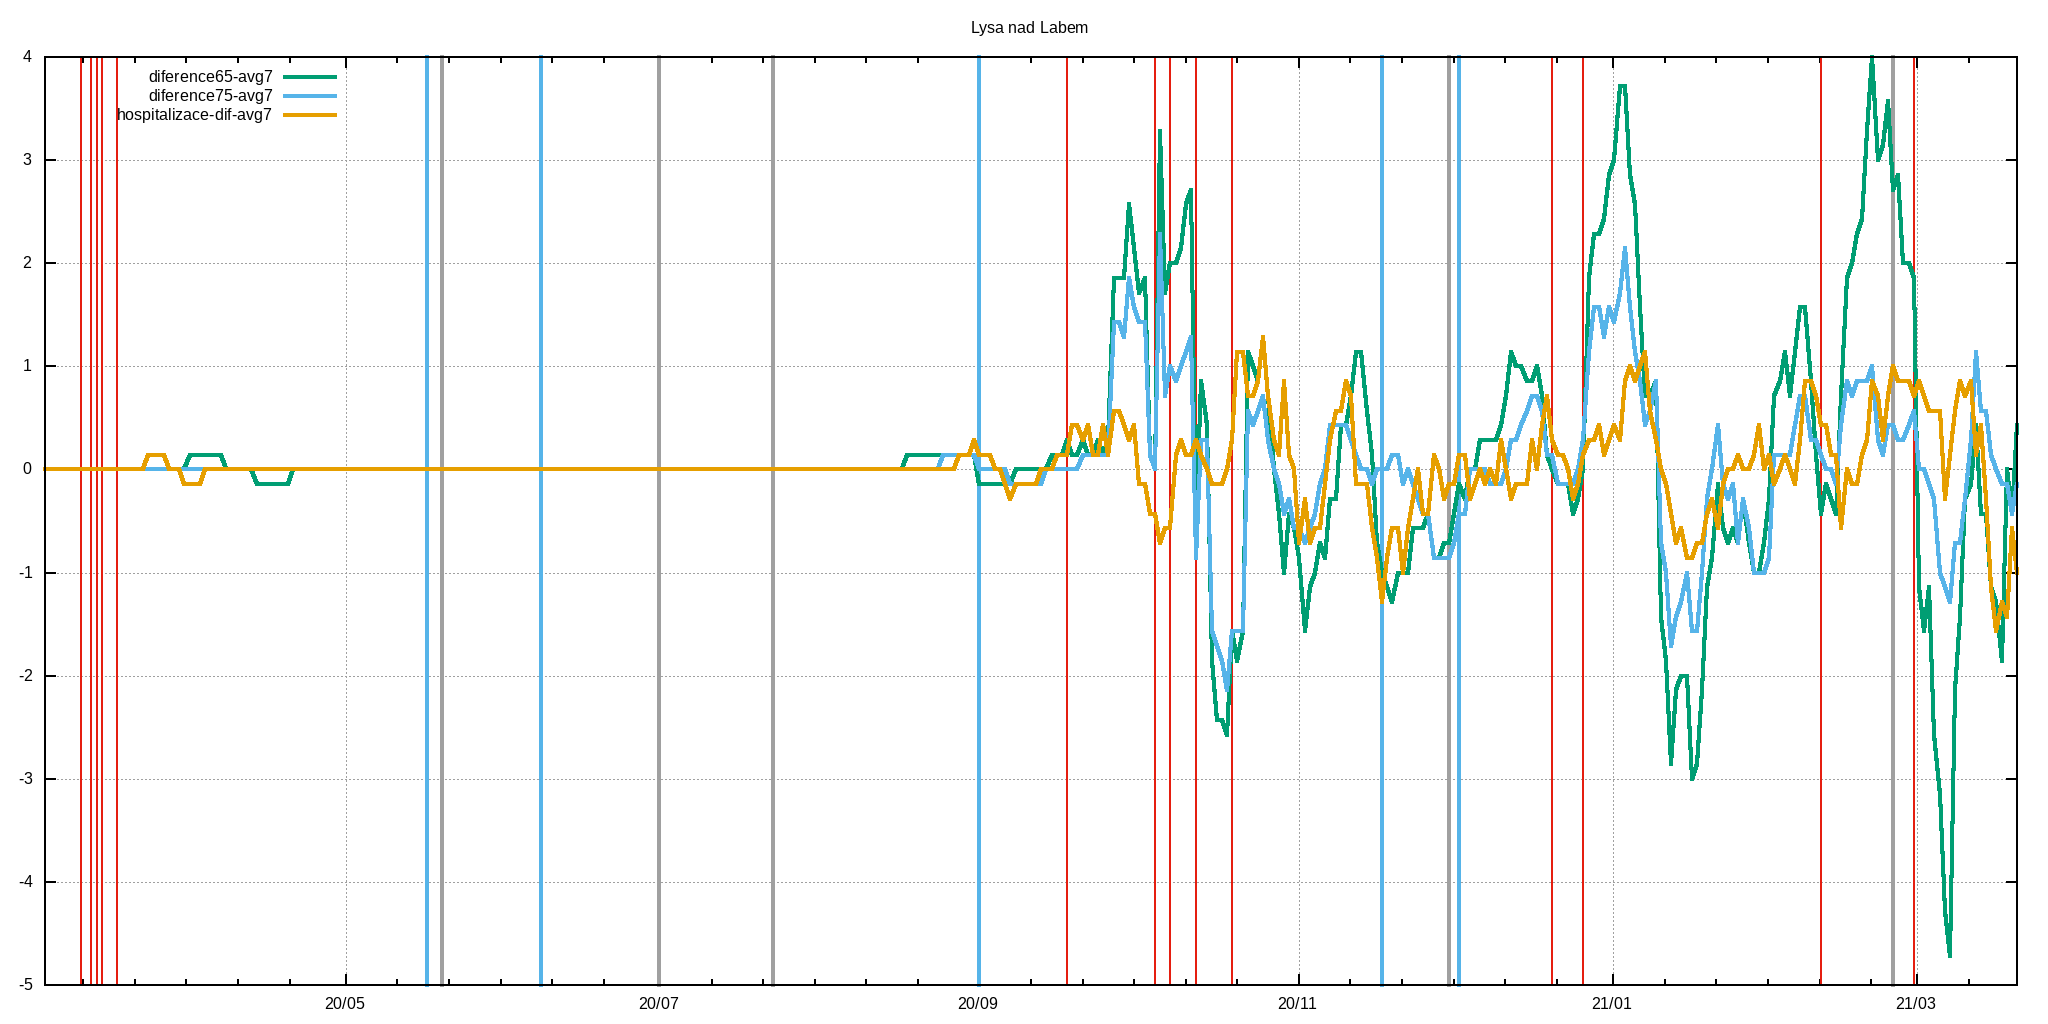 Lysa nad Labem
diference65-avg7
diference75-avg7
hospitalizace-dif-avg7
4
3
2
1
0
-1
-2
-3
-4
-5
20/05 20/07 20/09 20/11 21/01 21/03